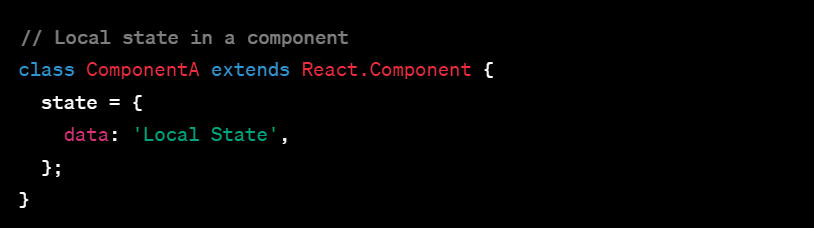 // Local state in a component
class ComponentA extends React.Component {
  state = {
    data: 'Local State',
  };
}